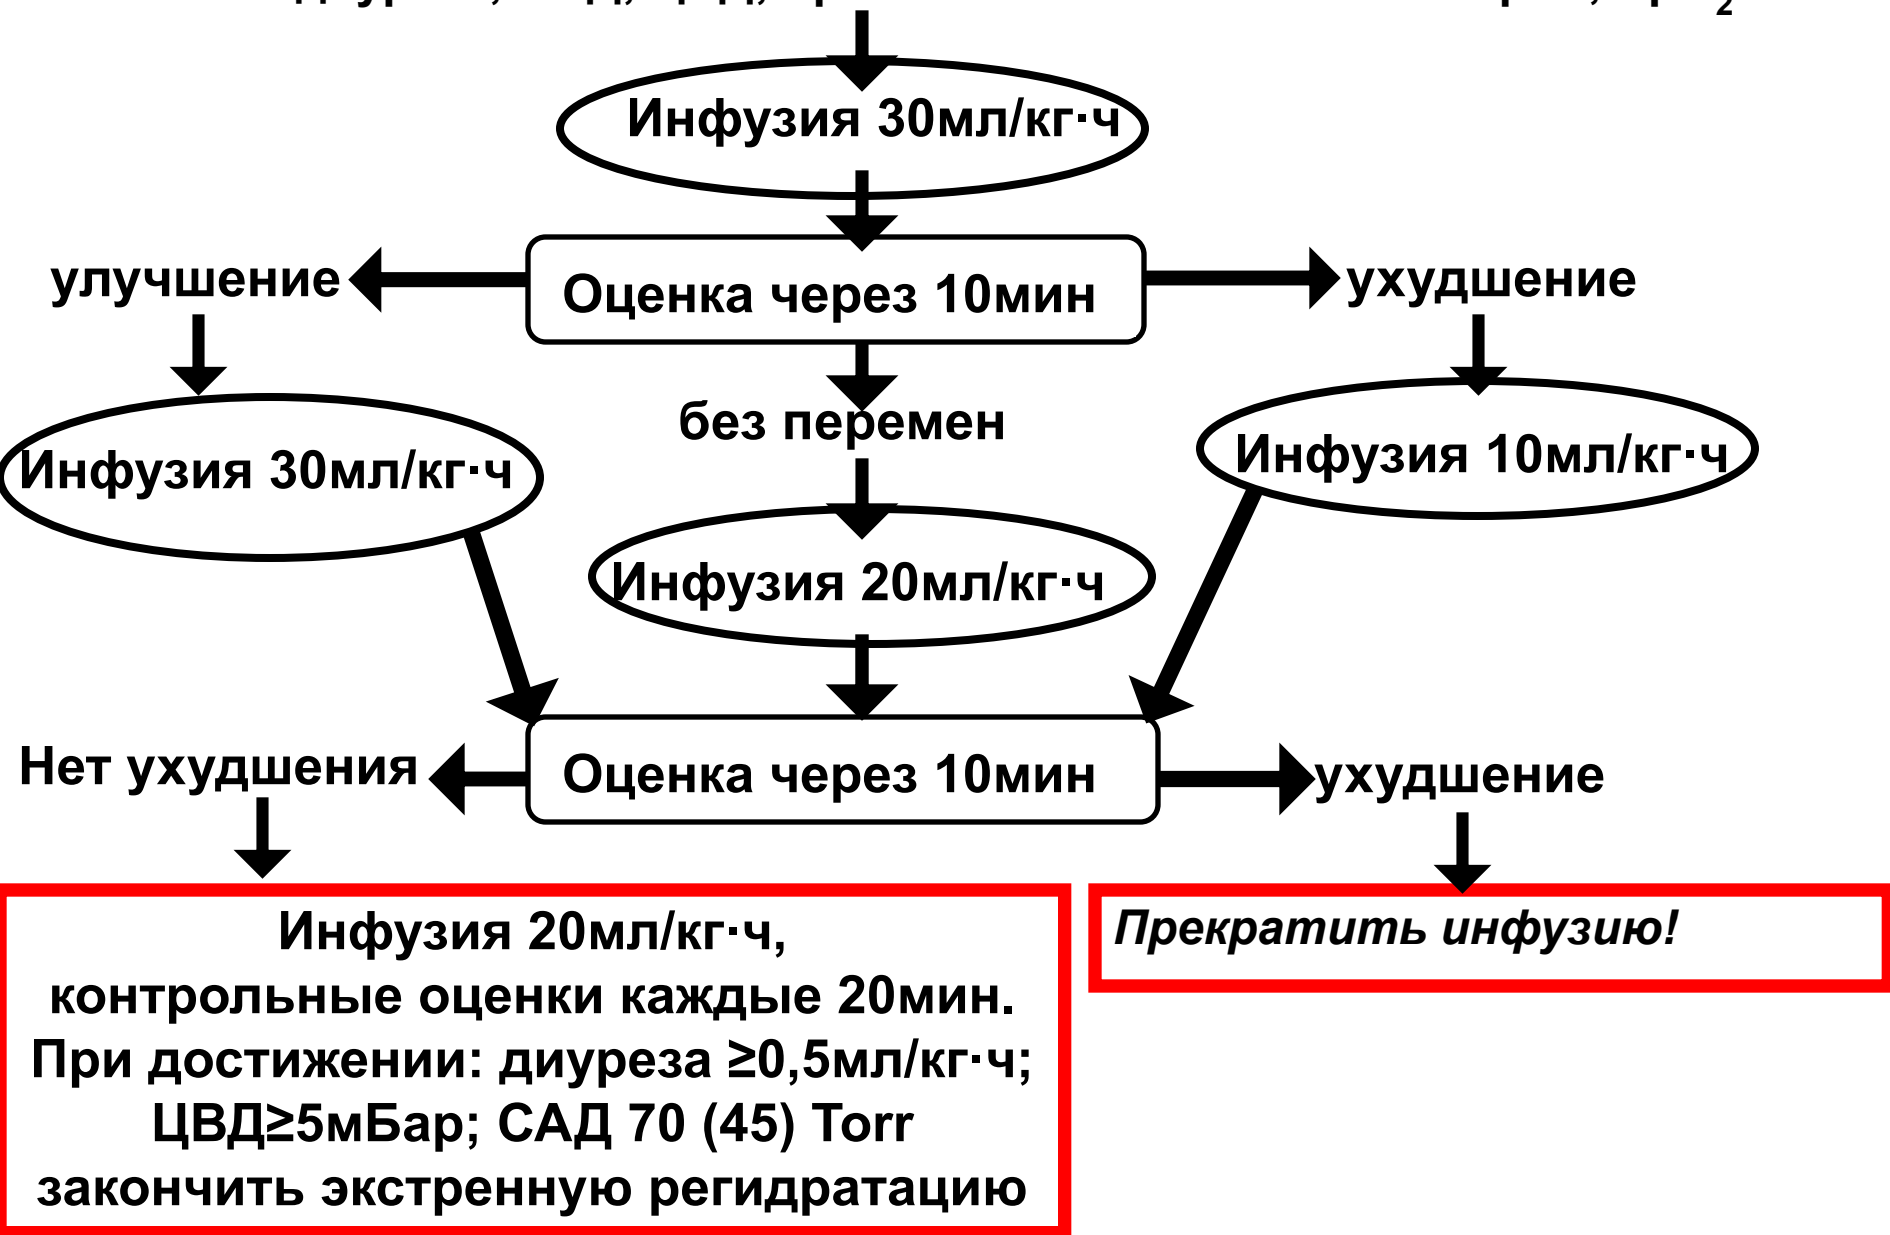 Инфузия 30мл/кг·ч
улучшение
Оценка через 10мин
ухудшение
без перемен
Инфузия 30мл/кг·ч
Инфузия 10мл/кг·ч
Инфузия 20мл/кг·ч
Нет ухудшения
Оценка через 10мин
ухудшение
Инфузия 20мл/кг·ч,
контрольные оценки каждые 20мин.
При достижении: диуреза ≥0,5мл/кг·ч;
ЦВД≥5мБар; САД 70 (45) Torr
закончить экстренную регидратацию
Прекратить инфузию!